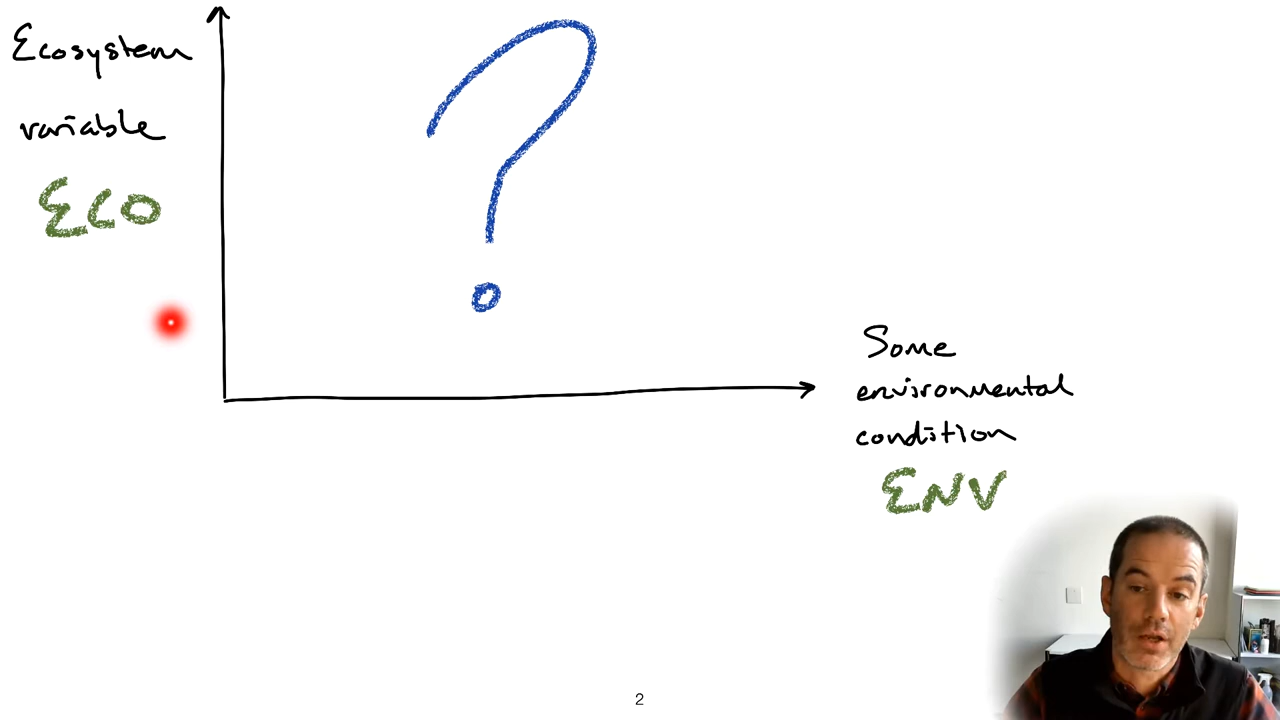 Ecosystem
variable
ECO
?
Some
environmental
condition
ENV
2